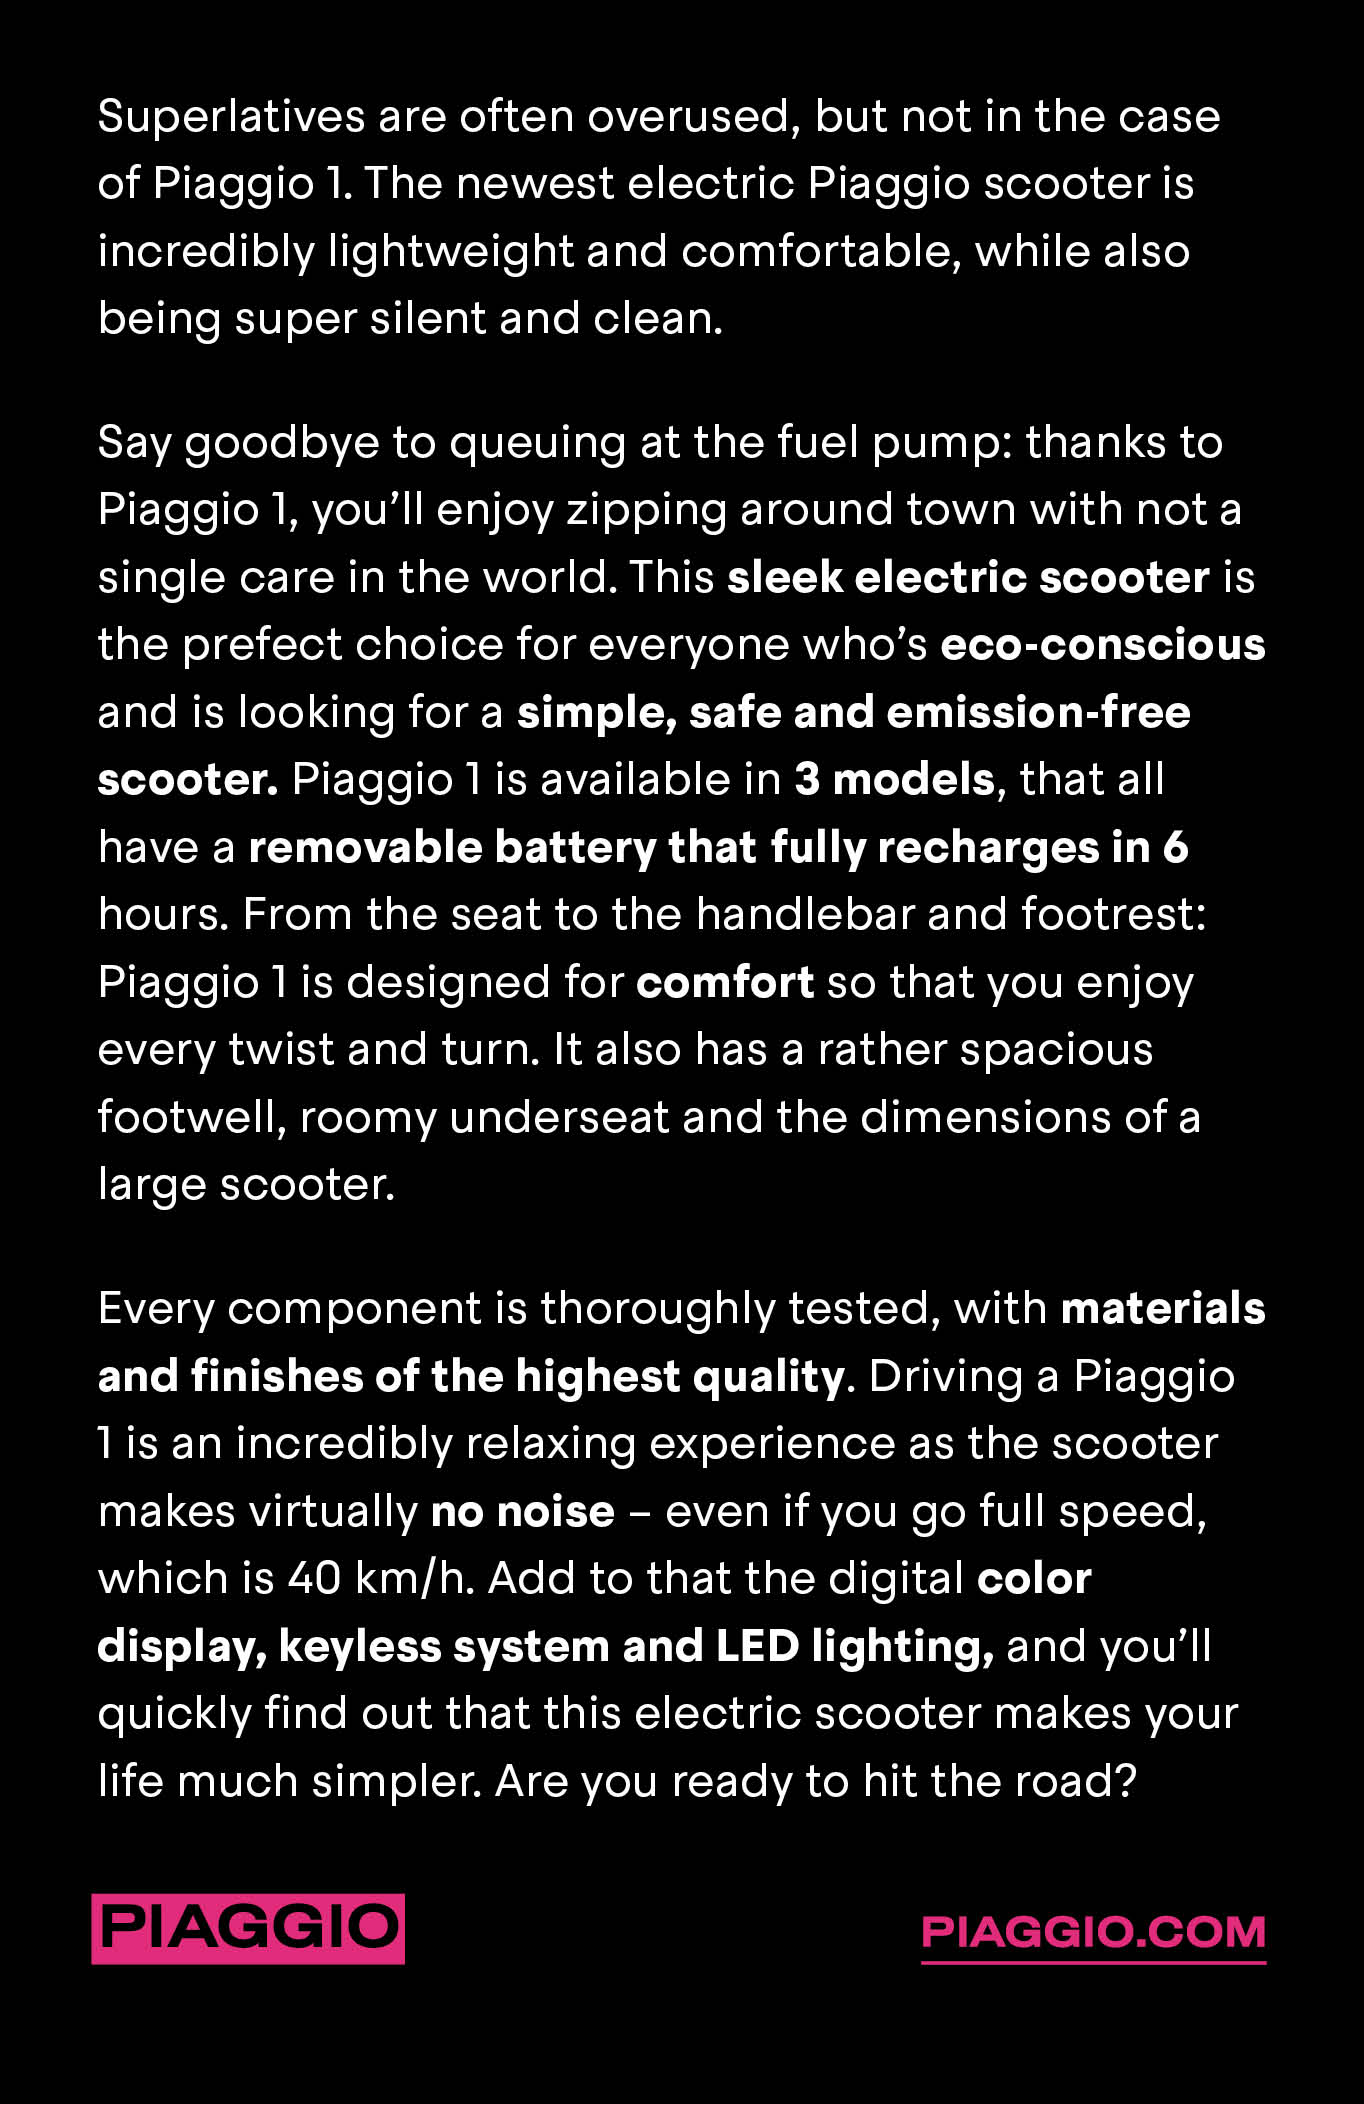 Superlatives are often overused, but not in the case
of Piaggio 1. The newest electric Piaggio scooter is
incredibly lightweight and comfortable, while also
being super silent and clean.
Say goodbye to queuing at the fuel pump: thanks to
Piaggio 1, you’ll enjoy zipping around town with not a
single care in the world. This sleek electric scooter is
the prefect choice for everyone who’s eco-conscious
and is looking for a simple, safe and emission-free
scooter. Piaggio 1 is available in 3 models, that all
have a removable battery that fully recharges in 6
hours. From the seat to the handlebar and footrest:
Piaggio 1 is designed for comfort so that you enjoy
every twist and turn. It also has a rather spacious
footwell, roomy underseat and the dimensions of a
large scooter.
Every component is thoroughly tested, with materials
and finishes of the highest quality. Driving a Piaggio
1 is an incredibly relaxing experience as the scooter
makes virtually no noise – even if you go full speed,
which is 40 km/h. Add to that the digital color
display, keyless system and LED lighting, and you’ll
quickly find out that this electric scooter makes your
life much simpler. Are you ready to hit the road?
PIAGGIO
PIAGGIO.COM